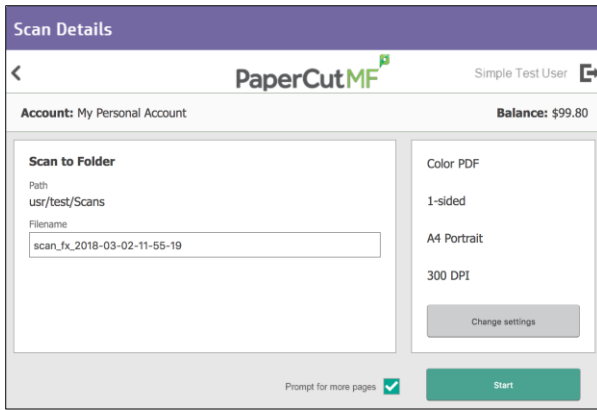 Scan Details
PaperCutMF
Simple Test User
Account: My Personal Account
Balance: $99.80
Scan to Folder
Path
usr/test/Scans
Filename
scan_fx_2018-03-02-11-55-19
Color PDF
1-sided
A4 Portrait
300 DPI
Change settings
Prompt for more pages
Start